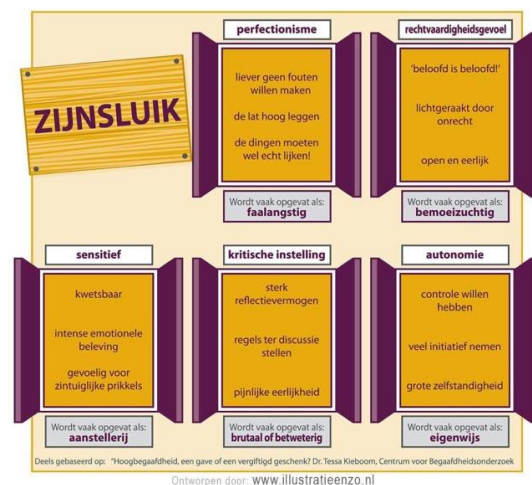 ZIJNSLUIK
perfectionisme
liever geen fouten
willen maken
de lat hoog leggen
de dingen moeten
wel echt lijken!
Wordt vaak opgevat als:
faalangstig
rechtvaardigheidsgevoel
'beloofd is beloofd!'
lichtgeraakt door
onrecht
open en eerlijk
Wordt vaak opgevat als:
bemoeizuchtig
sensitief
kwetsbaar
intense emotionele
beleving
gevoelig voor
zintuiglijke prikkels
Wordt vaak opgevat als:
aanstellerij
kritische instelling
sterk
reflectievermogen
regels ter discussie
stellen
pijnlijke eerlijkheid
Wordt vaak opgevat als:
brutaal of betweterig
autonomie
controle willen
hebben
veel initiatief nemen
grote zelfstandigheid
Wordt vaak opgevat als:
eigenwijs
Deels gebaseerd op: "Hoogbegaafdheid, een gave of een vergiftigd geschenk? Dr. Tessa Kieboom, Centrum voor Begaafdheidsonderzoek
Ontworpen door: www.illustratieenzo.nl